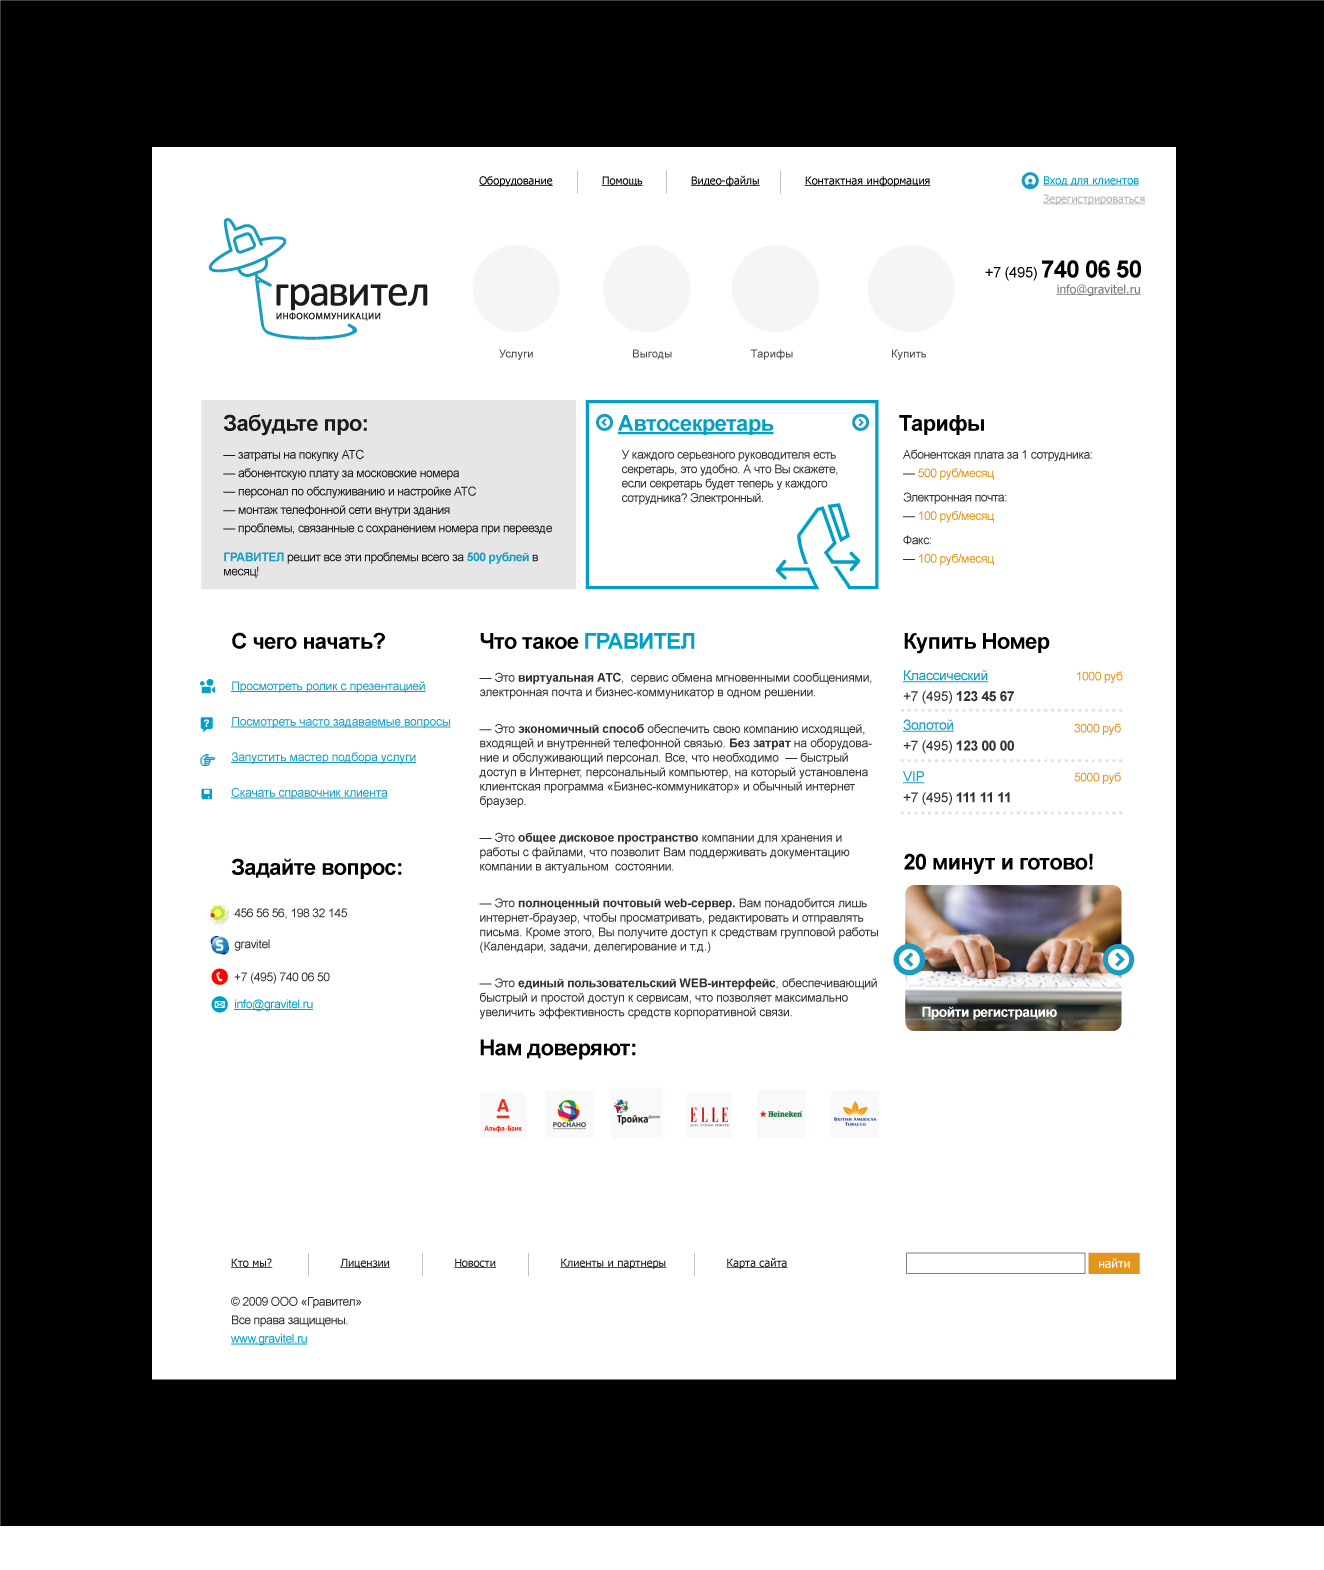 Оборудование
Помощь
Видео-файлы
Контактная информация
Вход для клиентов
Зерегистрироваться
гравител
ИНФОКОММУНИКАЦИИ
+7 (495) 740 06 50
info@gravitel.ru
Услуги
Выгоды
Тарифы
Купить
Забудьте про:
— затраты на покупку АТС
— абонентскую плату за московские номера
— персонал по обслуживанию и настройке АТС
— монтаж телефонной сети внутри здания
— проблемы, связанные с сохранением номера при переезде
ГРАВИТЕЛ решит все эти проблемы всего за 500 рублей в
месяц!
Автосекретарь
У каждого серьезного руководителя есть
секретарь, это удобно. А что Вы скажете,
если секретарь будет теперь у каждого
сотрудника? Электронный.
Тарифы
Абонентская плата за 1 сотрудника:
— 500 руб/месяц
Электронная почта:
— 100 руб/месяц
Факс:
— 100 руб/месяц
С чего начать?
Просмотреть ролик с презентацией
Посмотреть часто задаваемые вопросы
Запустить мастер подбора услуги
Скачать справочник клиента
Задайте вопрос:
456 56 56, 198 32 145
gravitel
+7 (495) 740 06 50
info@gravitel.ru
Что такое ГРАВИТЕЛ
— Это виртуальная АТС, сервис обмена мгновенными сообщениями,
электронная почта и бизнес-коммуникатор в одном решении.
— Это экономичный способ обеспечить свою компанию исходящей,
входящей и внутренней телефонной связью. Без затрат на оборудова-
ние и обслуживающий персонал. Все, что необходимо — быстрый
доступ в Интернет, персональный компьютер, на который установлена
клиентская программа «Бизнес-коммуникатор» и обычный интернет
браузер.
— Это общее дисковое пространство компании для хранения и
работы с файлами, что позволит Вам поддерживать документацию
компании в актуальном состоянии.
— Это полноценный почтовый web-сервер. Вам понадобится лишь
интернет-браузер, чтобы просматривать, редактировать и отправлять
письма. Кроме этого, Вы получите доступ к средствам групповой работы
(Календари, задачи, делегирование и т.д.)
— Это единый пользовательский WEB-интерфейс, обеспечивающий
быстрый и простой доступ к сервисам, что позволяет максимально
увеличить эффективность средств корпоративной связи.
Нам доверяют:
А
Альфа-Банк
РОСНАНО
Тройка
ELLE
Heineken
BRITISH AMERICAN
TOBACCO
Купить Номер
Классический 1000 руб
+7 (495) 123 45 67
Золотой 3000 руб
+7 (495) 123 00 00
VIP 5000 руб
+7 (495) 111 11 11
20 минут и готово!
Пройти регистрацию
Кто мы?
Лицензии
Новости
Клиенты и партнеры
Карта сайта
найти
© 2009 ООО «Гравител»
Все права защищены.
www.gravitel.ru